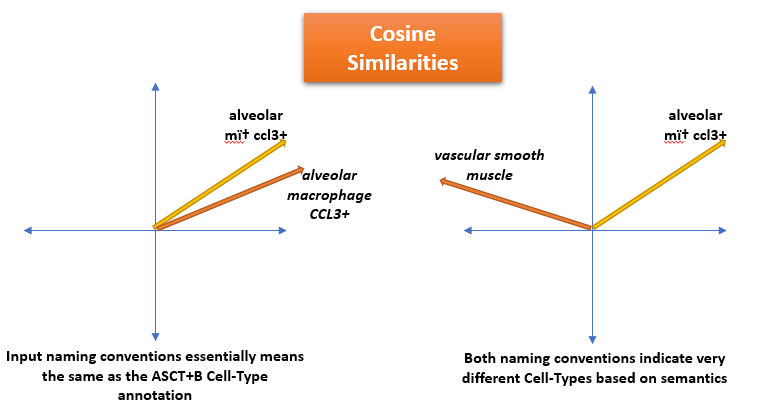 Cosine
Similarities
alveolar
mï† ccl3+
alveolar
macrophage
CCL3+
Input naming conventions essentially means
the same as the ASCT+B Cell-Type
annotation
vascular smooth
muscle
alveolar
mï† ccl3+
Both naming conventions indicate very
different Cell-Types based on semantics